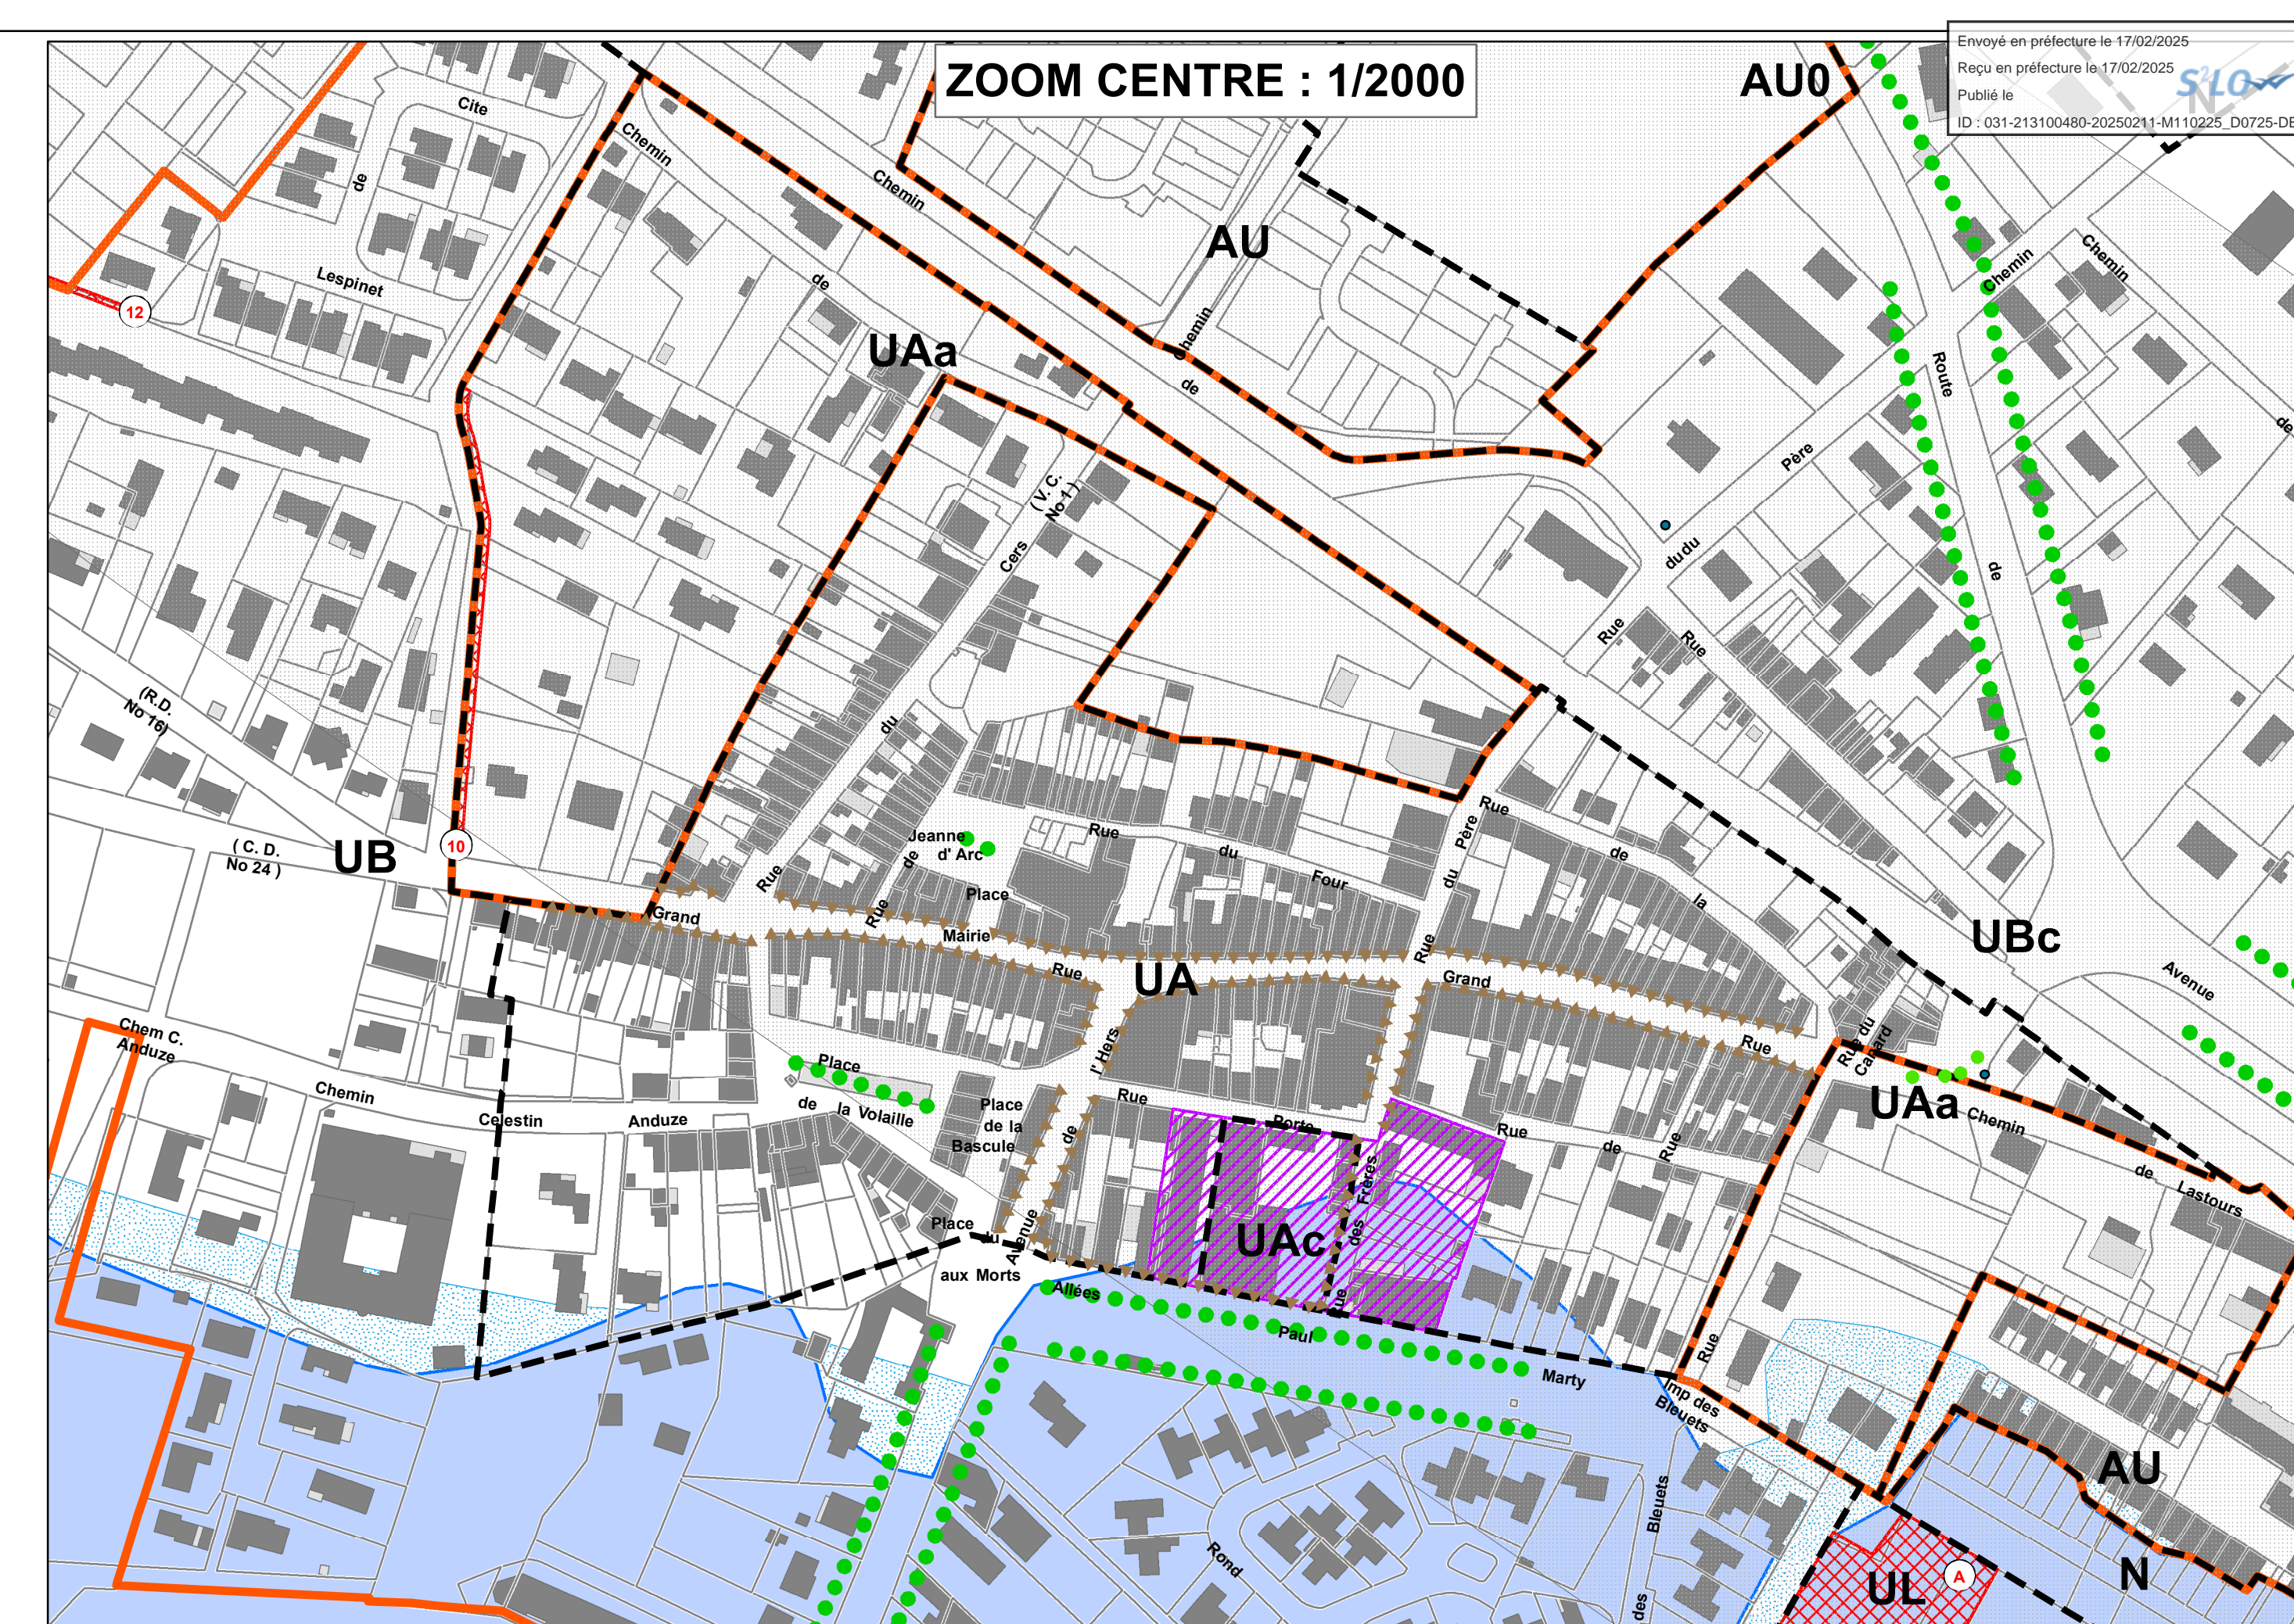 ZOOM CENTRE : 1/2000
Envoyé en préfecture le 17/02/2025
Reçu en préfecture le 17/02/2025
Publié le
S²LO
N
ID : 031-213100480-20250211-M110225_D0725-DE
AU0
Cite
de
Lespinet
12
Chemin
de
Chemin
AU
Chemin
de
UAa
Chemin
Chemin
de
Route
de
Père
du du
Rue
Rue
( V. C.
No 1 )
Cers
du
Rue
(R.D.
No 16)
( C. D.
No 24 )
UB
10
Jeanne
d' Arc
de
Rue
Place
Mairie
Grand
Rue
Rue
du
Four
Rue
Père
du
Rue
de
la
UA
Grand
Rue
UBc
Avenue
Rue du
Canard
UAa
Chemin
de
Lastours
Chem C.
Anduze
Chemin
Celestin
Anduze
Place
de la Volaille
Place
de la
Bascule
l' Hers
de
Avenue
Rue
Porte
Rue
de
Rue
Rue
Place
du
aux Morts
UAc
Freres
des
Rue
Allées
Paul
Marty
Imp des
Bleuets
Bleuets
des
Rond
AU
N
UL
A